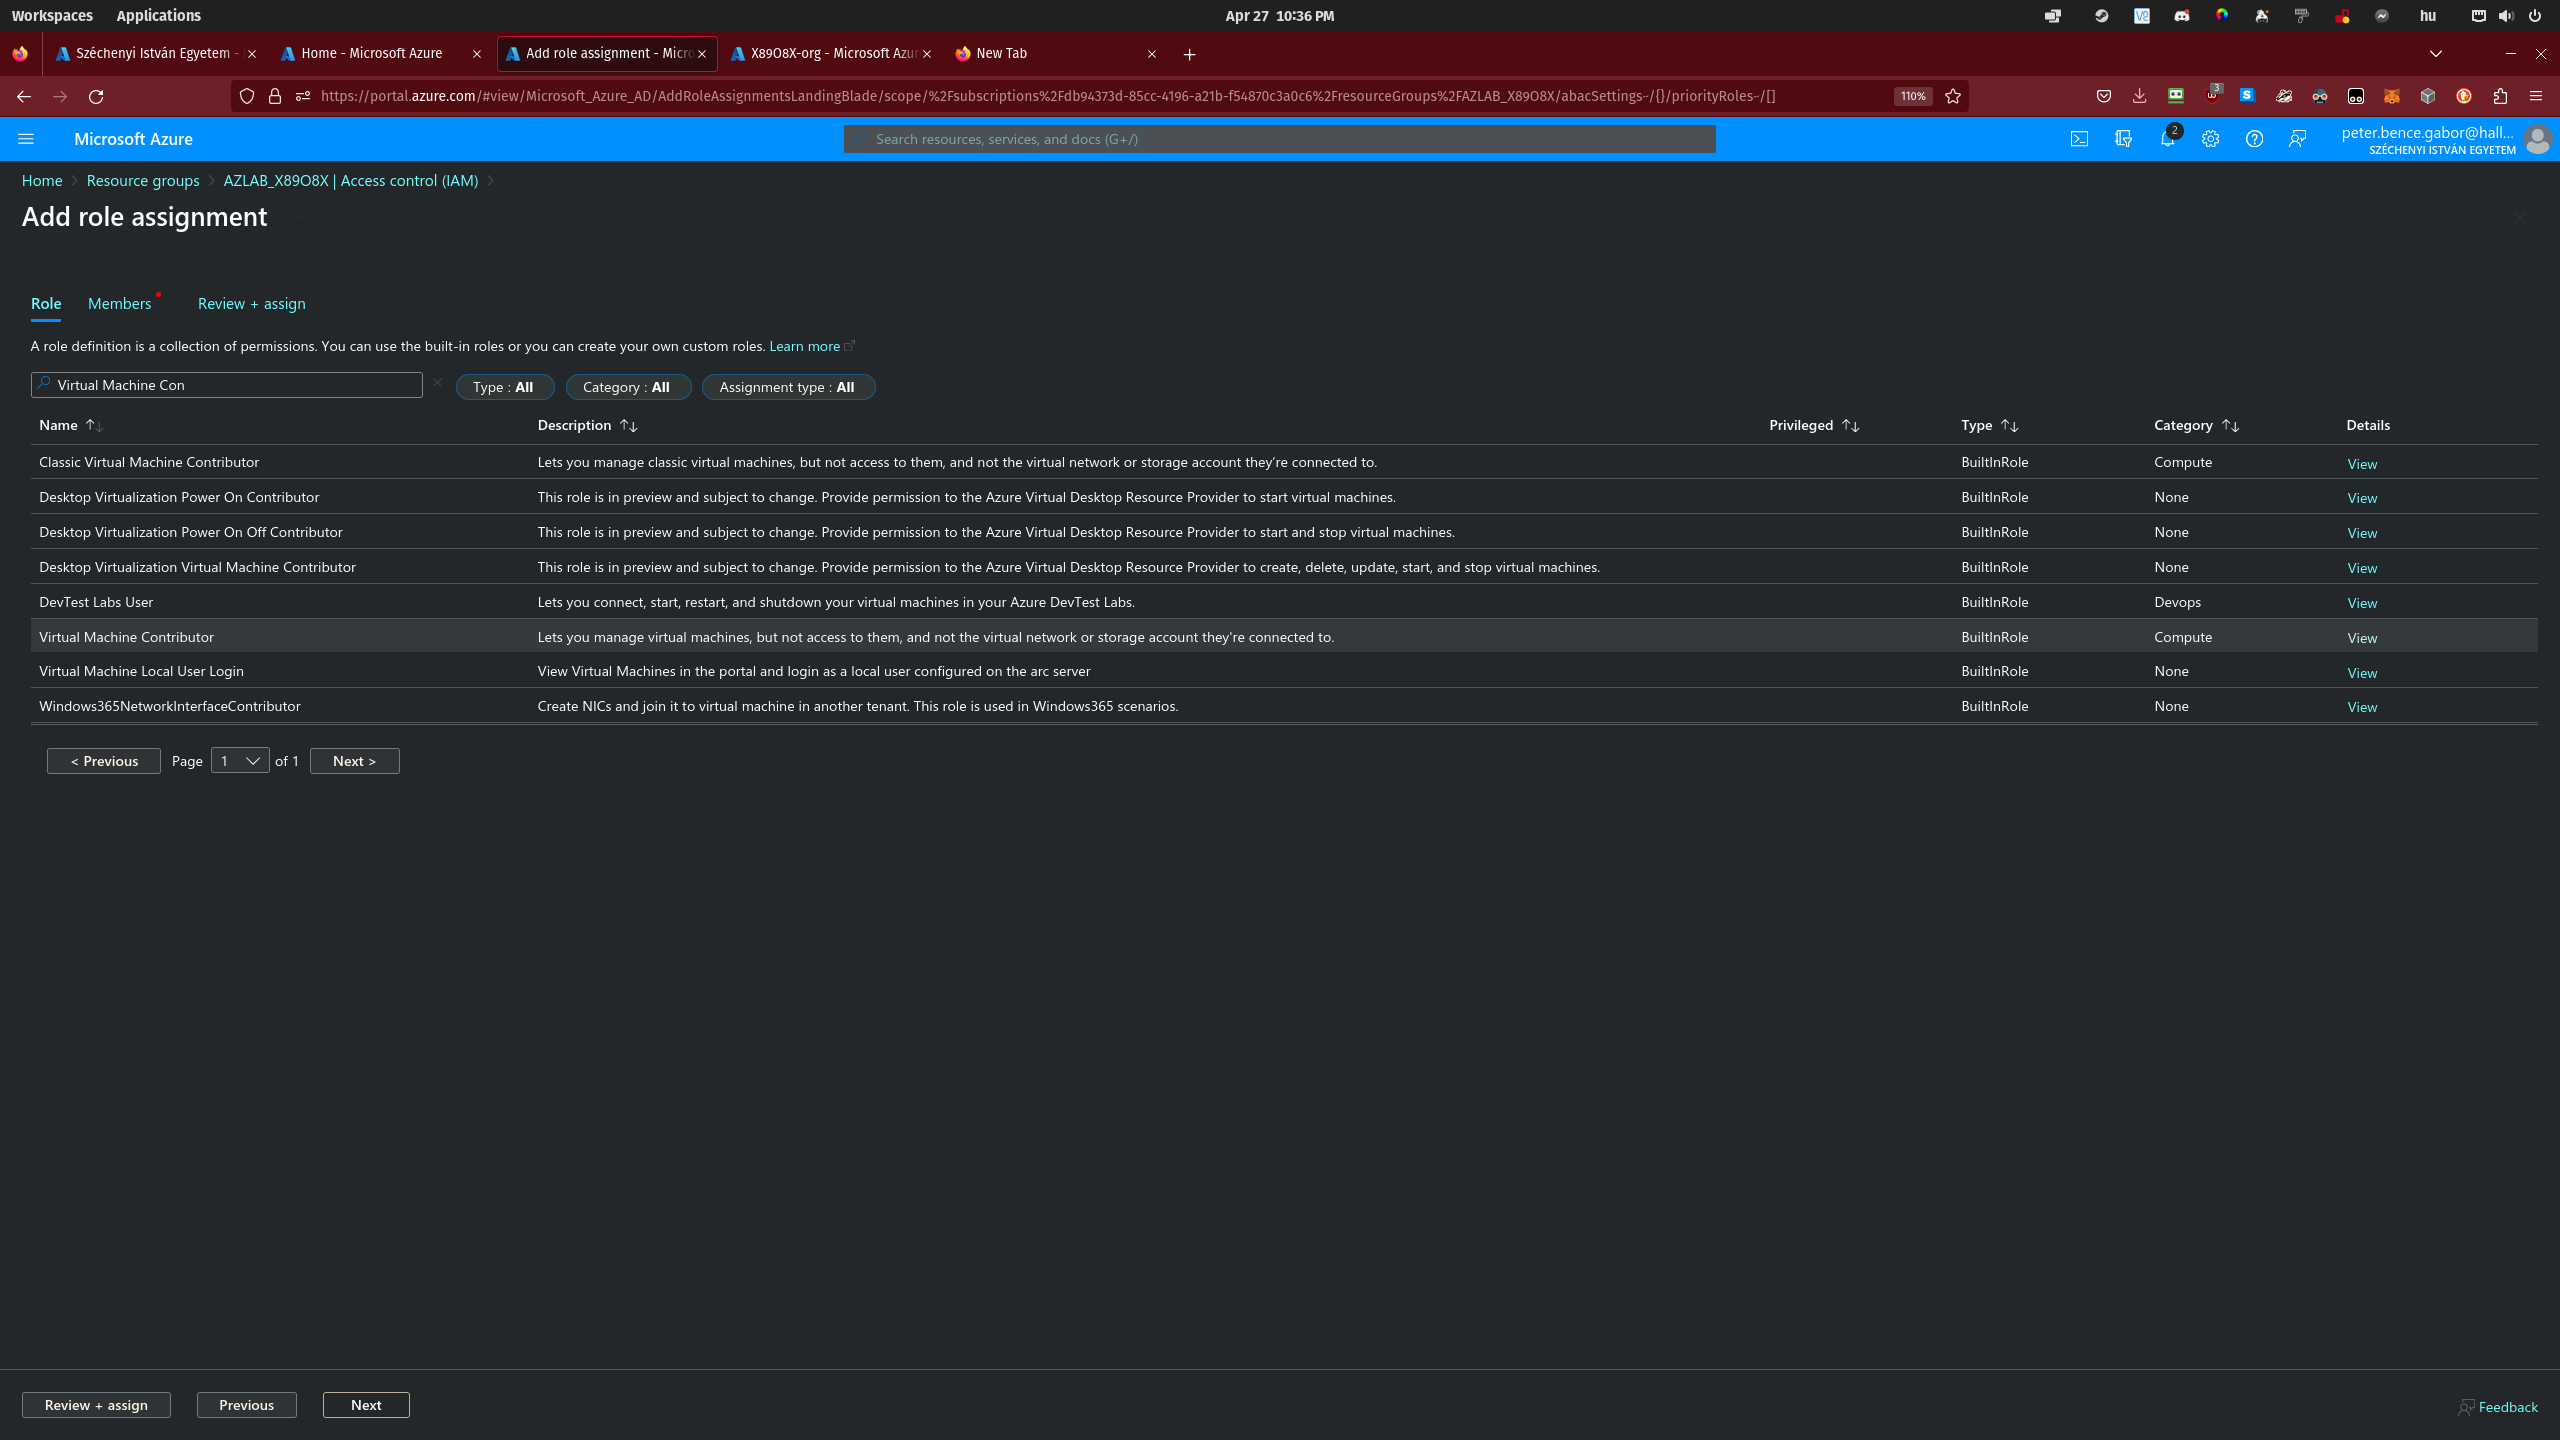 Workspaces Applications Apr 27 10:36 PM hu
Széchenyi István Egyetem - Home - Microsoft Azure Add role assignment - Micro X89O8X-org - Microsoft Azur New Tab
https://portal.azure.com/#view/Microsoft_Azure_AD/AddRoleAssignmentsLandingBlade/scope/%2Fsubscriptions%2Fdb94373d-85cc-4196-a21b-f54870c3a0c6%2FresourceGroups%2FAZLAB_X89O8X/abacSettings~/{}/priorityRoles~/[] 110% 3
Microsoft Azure Search resources, services, and docs (G+/) 2 peter.bence.gabor@hall...
SZÉCHENYI ISTVÁN EGYETEM
Home Resource groups AZLAB_X89O8X | Access control (IAM)
Add role assignment
Role Members Review + assign
A role definition is a collection of permissions. You can use the built-in roles or you can create your own custom roles. Learn more
Virtual Machine Con Type : All Category : All Assignment type : All
Name Description Privileged Type Category Details
Classic Virtual Machine Contributor Lets you manage classic virtual machines, but not access to them, and not the virtual network or storage account they’re connected to. BuiltInRole Compute View
Desktop Virtualization Power On Contributor This role is in preview and subject to change. Provide permission to the Azure Virtual Desktop Resource Provider to start virtual machines. BuiltInRole None View
Desktop Virtualization Power On Off Contributor This role is in preview and subject to change. Provide permission to the Azure Virtual Desktop Resource Provider to start and stop virtual machines. BuiltInRole None View
Desktop Virtualization Virtual Machine Contributor This role is in preview and subject to change. Provide permission to the Azure Virtual Desktop Resource Provider to create, delete, update, start, and stop virtual machines. BuiltInRole None View
DevTest Labs User Lets you connect, start, restart, and shutdown your virtual machines in your Azure DevTest Labs. BuiltInRole Devops View
Virtual Machine Contributor Lets you manage virtual machines, but not access to them, and not the virtual network or storage account they're connected to. BuiltInRole Compute View
Virtual Machine Local User Login View Virtual Machines in the portal and login as a local user configured on the arc server BuiltInRole None View
Windows365NetworkInterfaceContributor Create NICs and join it to virtual machine in another tenant. This role is used in Windows365 scenarios. BuiltInRole None View
< Previous Page 1 of 1 Next >
Review + assign Previous Next Feedback